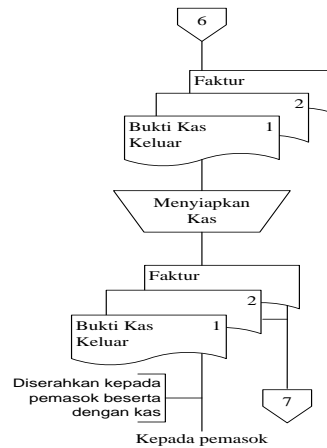 6
Faktur
2
Bukti Kas 1
Keluar
Menyiapkan
Kas
Faktur
2
Bukti Kas 1
Keluar
Diserahkan kepada
pemasok beserta
dengan kas
7
Kepada pemasok